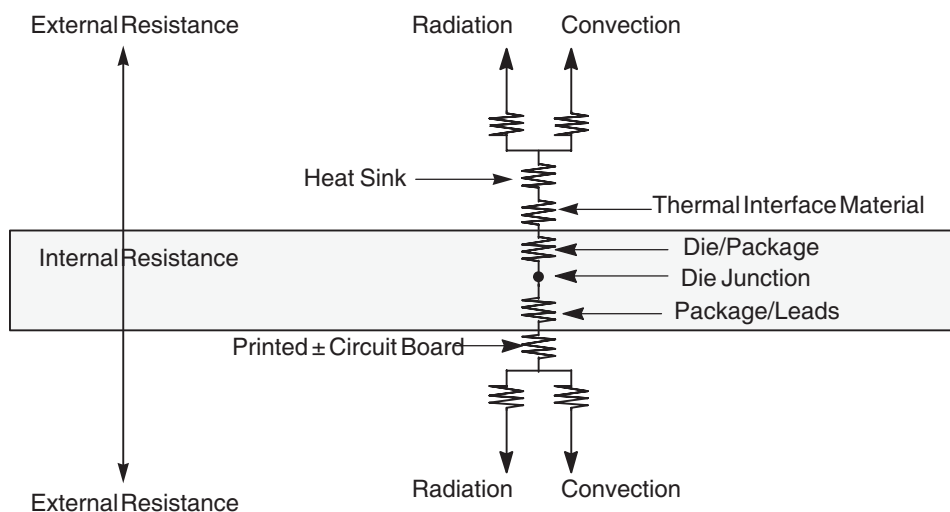 External Resistance
Radiation
Convection
Heat Sink
Thermal Interface Material
Internal Resistance
Die/Package
Die Junction
Package/Leads
Printed ± Circuit Board
Radiation
Convection
External Resistance